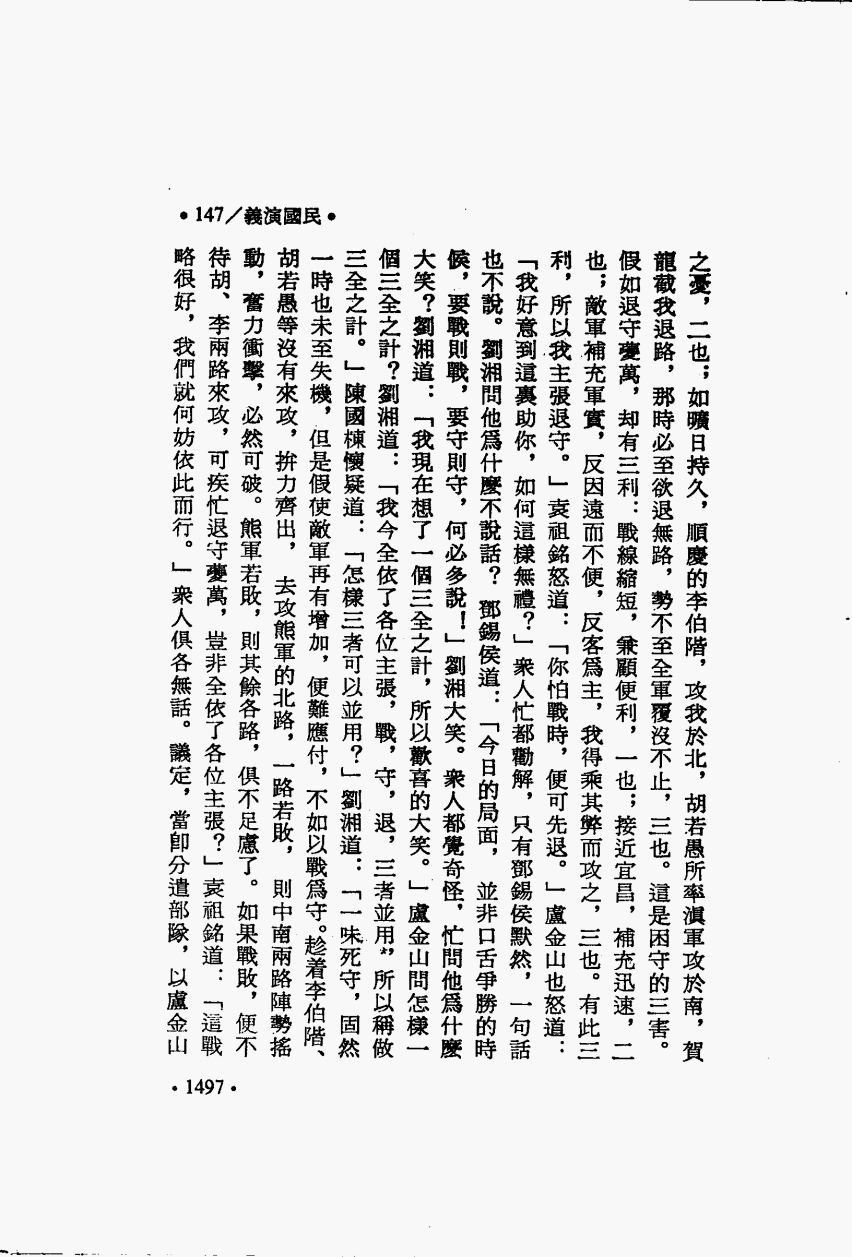 •民國演義/147•
之憂，二也；如曠日持久，順慶的李伯階，攻我於北，胡若愚所率滇軍攻於南，賀
龍截我退路，那時必至欲退無路，勢不至全軍覆沒不止，三也。這是困守的三害。
假如退守夔萬，却有三利：戰線縮短，兼顧便利，一也；接近宜昌，補充迅速，二
也；敵軍補充軍實，反因遠而不便，反客爲主，我得乘其弊而攻之，三也。有此三
利，所以我主張退守。」袁祖銘怒道：「你怕戰時，便可先退。」盧金山也怒道：
「我好意到這裏助你，如何這樣無禮？」衆人忙都勸解，只有鄧錫侯默然，一句話
也不說。劉湘問他爲什麼不說話？鄧錫侯道：「今日的局面，並非口舌爭勝的時
候，要戰則戰，要守則守，何必多說！」劉湘大笑。衆人都覺奇怪，忙問他爲什麼
大笑？劉湘道：「我現在想了一個三全之計，所以歡喜的大笑。」盧金山問怎樣一
個三全之計？劉湘道：「我今全依了各位主張，戰，守，退，三者並用，所以稱做
三全之計。」陳國棟懷疑道：「怎樣三者可以並用？」劉湘道：「一味死守，固然
一時也未至失機，但是假使敵軍再有增加，便難應付，不如以戰爲守。趁着李伯階、
胡若愚等沒有來攻，拚力齊出，去攻熊軍的北路，一路若敗，則中南兩路陣勢搖
動，奮力衝擊，必然可破。熊軍若敗，則其餘各路，俱不足慮了。如果戰敗，便不
待胡、李兩路來攻，可疾忙退守夔萬，豈非全依了各位主張？」袁祖銘道：「這戰
略很好，我們就何妨依此而行。」衆人俱各無話。議定，當卽分遣部隊，以盧金山
•1497•